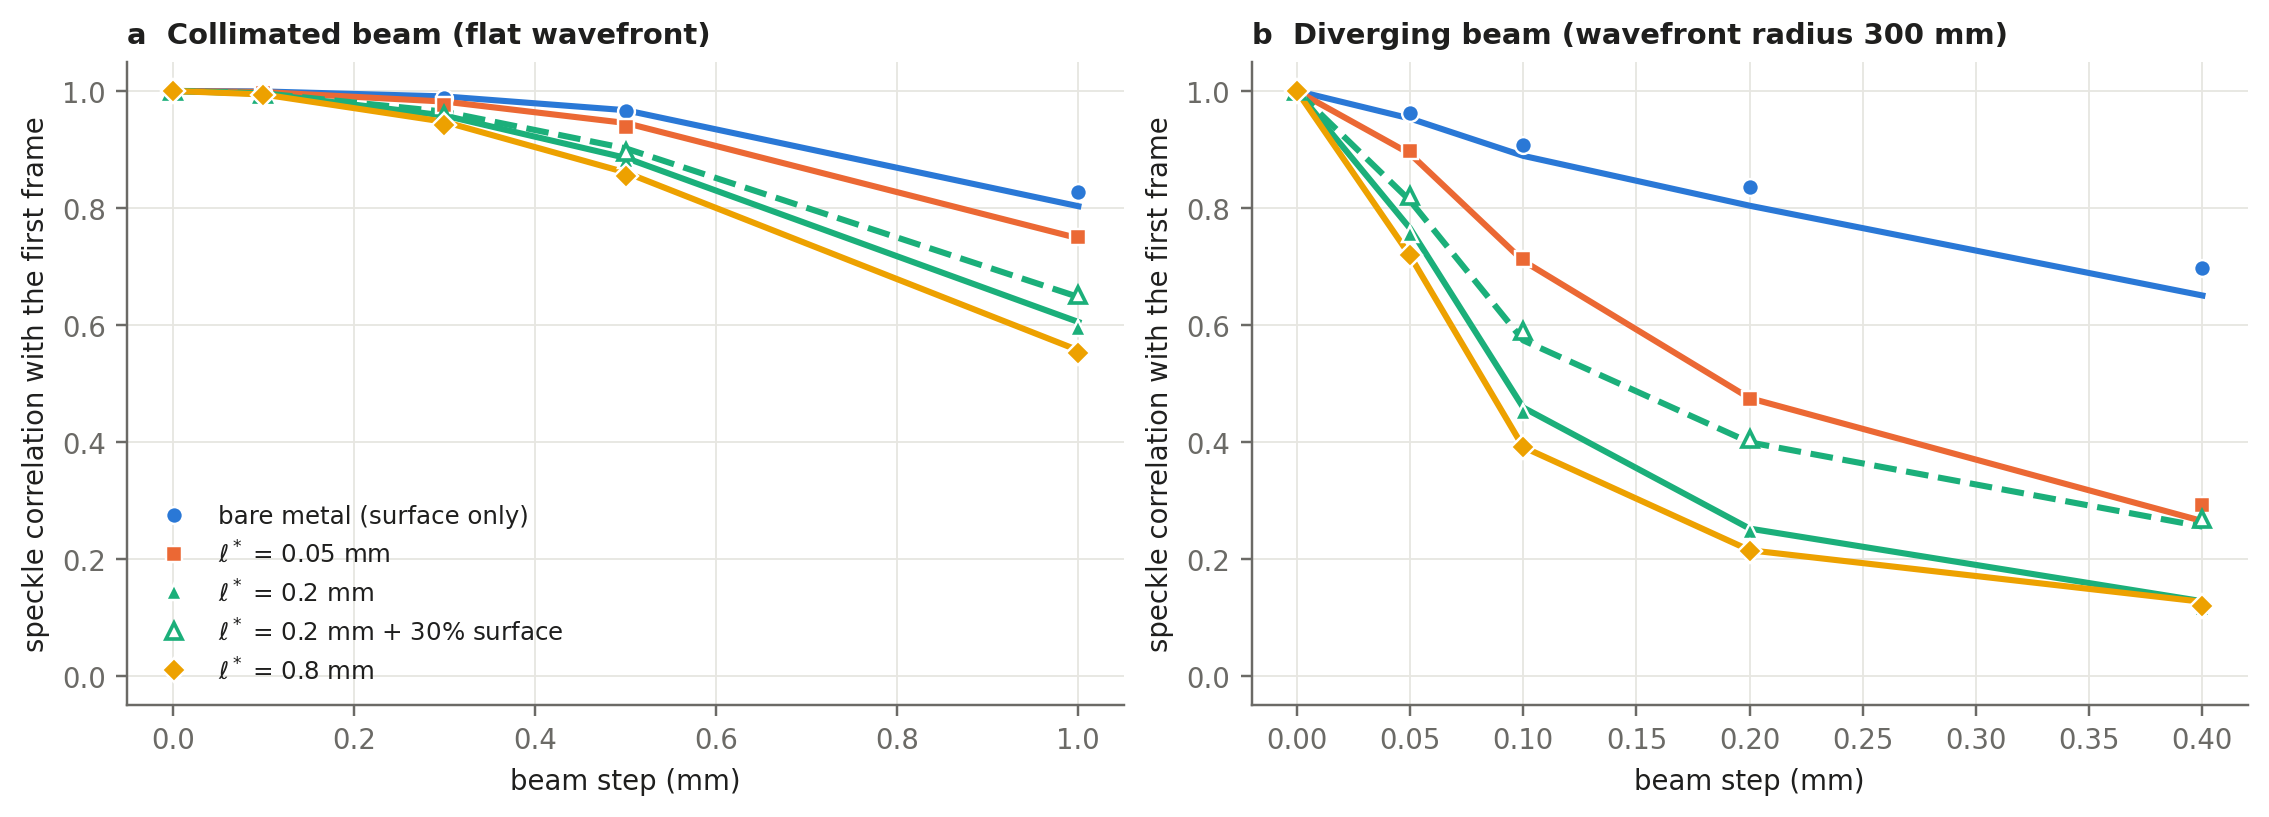 a Collimated beam (flat wavefront)
speckle correlation with the first frame
1.0
0.8
0.6
0.4
0.2
0.0
bare metal (surface only)
ℓ* = 0.05 mm
ℓ* = 0.2 mm
ℓ* = 0.2 mm + 30% surface
ℓ* = 0.8 mm
0.0 0.2 0.4 0.6 0.8 1.0
beam step (mm)
b Diverging beam (wavefront radius 300 mm)
speckle correlation with the first frame
1.0
0.8
0.6
0.4
0.2
0.0
0.00 0.05 0.10 0.15 0.20 0.25 0.30 0.35 0.40
beam step (mm)